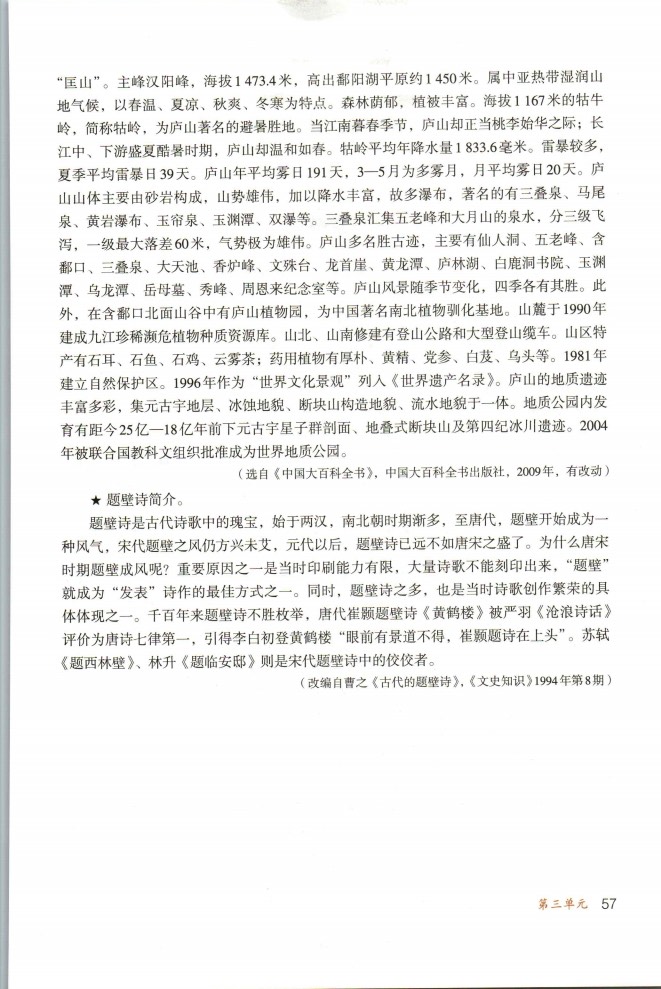 “匡山”。主峰汉阳峰，海拔1 473.4米，高出鄱阳湖平原约1 450米。属中亚热带湿润山
地气候，以春温、夏凉、秋爽、冬寒为特点。森林荫郁，植被丰富。海拔1 167米的牯牛
岭，简称牯岭，为庐山著名的避暑胜地。当江南暮春季节，庐山却正当桃李始华之际；长
江中、下游盛夏酷暑时期，庐山却温和如春。牯岭平均年降水量1 833.6毫米。雷暴较多，
夏季平均雷暴日39天。庐山年平均雾日191天，3—5月为多雾月，月平均雾日20天。庐
山山体主要由砂岩构成，山势雄伟，加以降水丰富，故多瀑布，著名的有三叠泉、马尾
泉、黄岩瀑布、玉帘泉、玉渊潭、双瀑等。三叠泉汇集五老峰和大月山的泉水，分三级飞
泻，一级最大落差60米，气势极为雄伟。庐山多名胜古迹，主要有仙人洞、五老峰、含
鄱口、三叠泉、大天池、香炉峰、文殊台、龙首崖、黄龙潭、庐林湖、白鹿洞书院、玉渊
潭、乌龙潭、岳母墓、秀峰、周恩来纪念室等。庐山风景随季节变化，四季各有其胜。此
外，在含鄱口北面山谷中有庐山植物园，为中国著名南北植物驯化基地。山麓于1990年
建成九江珍稀濒危植物种质资源库。山北、山南修建有登山公路和大型登山缆车。山区特
产有石耳、石鱼、石鸡、云雾茶；药用植物有厚朴、黄精、党参、白芨、乌头等。1981年
建立自然保护区。1996年作为“世界文化景观”列入《世界遗产名录》。庐山的地质遗迹
丰富多彩，集元古宇地层、冰蚀地貌、断块山构造地貌、流水地貌于一体。地质公园内发
育有距今25亿—18亿年前下元古宇星子群剖面、地叠式断块山及第四纪冰川遗迹。2004
年被联合国教科文组织批准成为世界地质公园。
（选自《中国大百科全书》，中国大百科全书出版社，2009年，有改动）
★ 题壁诗简介。
题壁诗是古代诗歌中的瑰宝，始于两汉，南北朝时期渐多，至唐代，题壁开始成为一
种风气，宋代题壁之风仍方兴未艾，元代以后，题壁诗已远不如唐宋之盛了。为什么唐宋
时期题壁成风呢？重要原因之一是当时印刷能力有限，大量诗歌不能刻印出来，“题壁”
就成为“发表”诗作的最佳方式之一。同时，题壁诗之多，也是当时诗歌创作繁荣的具
体体现之一。千百年来题壁诗不胜枚举，唐代崔颢题壁诗《黄鹤楼》被严羽《沧浪诗话》
评价为唐诗七律第一，引得李白初登黄鹤楼“眼前有景道不得，崔颢题诗在上头”。苏轼
《题西林壁》、林升《题临安邸》则是宋代题壁诗中的佼佼者。
（改编自曹之《古代的题壁诗》，《文史知识》1994年第8期）
第三单元 57